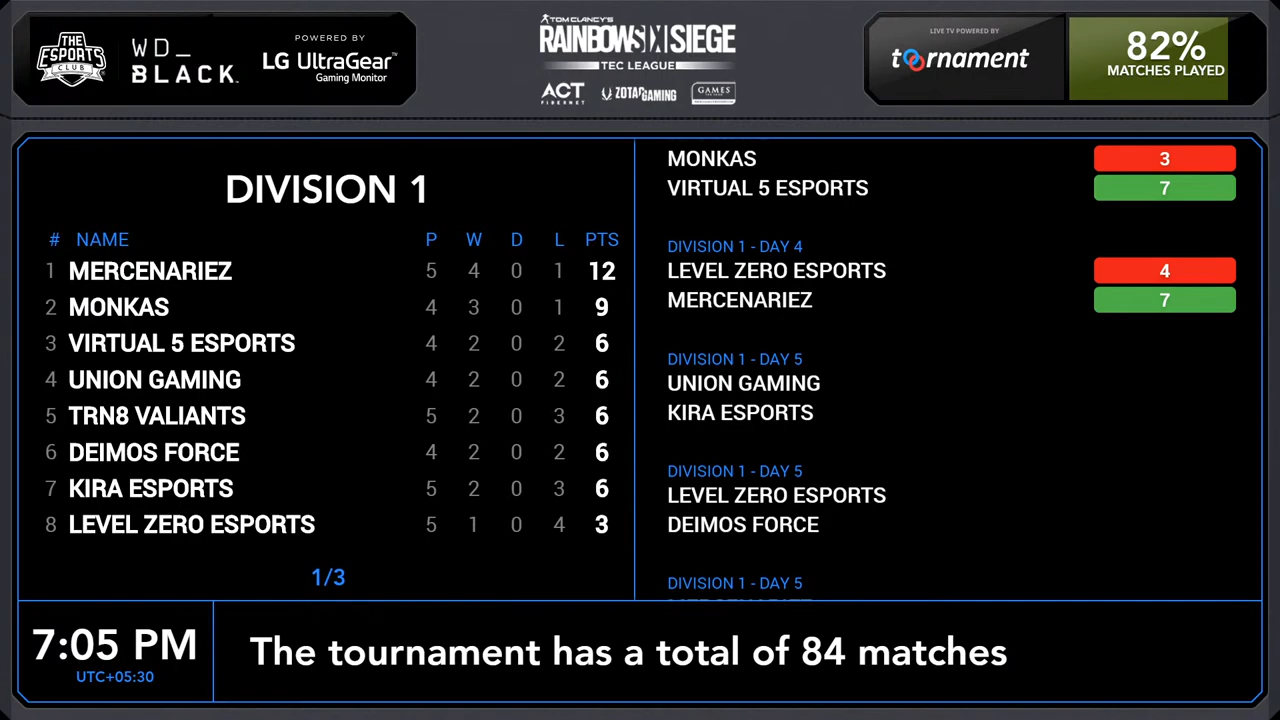 THE
ESPORTS
CLUB
WD_
BLACK.
POWERED BY
LG UltraGear™
Gaming Monitor
TOM CLANCY'S
RAINBOW SIX SIEGE
TEC LEAGUE
ACT
FIBERNET
ZOTAC GAMING
GAMES
LIVE TV POWERED BY
tournament
82%
MATCHES PLAYED
DIVISION 1
# NAME P W D L PTS
1 MERCENARIEZ 5 4 0 1 12
2 MONKAS 4 3 0 1 9
3 VIRTUAL 5 ESPORTS 4 2 0 2 6
4 UNION GAMING 4 2 0 2 6
5 TRN8 VALIANTS 5 2 0 3 6
6 DEIMOS FORCE 4 2 0 2 6
7 KIRA ESPORTS 5 2 0 3 6
8 LEVEL ZERO ESPORTS 5 1 0 4 3
1/3
MONKAS 3
VIRTUAL 5 ESPORTS 7
DIVISION 1 - DAY 4
LEVEL ZERO ESPORTS 4
MERCENARIEZ 7
DIVISION 1 - DAY 5
UNION GAMING
KIRA ESPORTS
DIVISION 1 - DAY 5
LEVEL ZERO ESPORTS
DEIMOS FORCE
DIVISION 1 - DAY 5
7:05 PM
UTC+05:30
The tournament has a total of 84 matches